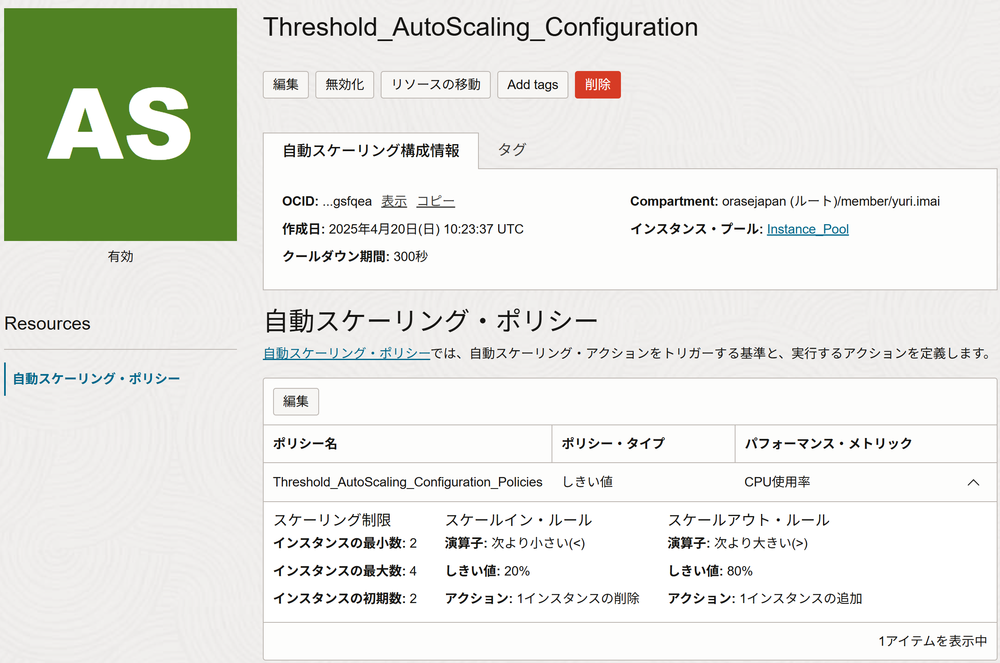 AS
有効
Resources
自動スケーリング・ポリシー
Threshold_AutoScaling_Configuration
編集 無効化 リソースの移動 Add tags 削除
自動スケーリング構成情報 タグ
OCID: ...gsfqea 表示 コピー
Compartment: orasejapan (ルート)/member/yuri.imai
作成日: 2025年4月20日(日) 10:23:37 UTC
インスタンス・プール: Instance_Pool
クールダウン期間: 300秒
自動スケーリング・ポリシー
自動スケーリング・ポリシーでは、自動スケーリング・アクションをトリガーする基準と、実行するアクションを定義します。
編集
ポリシー名 ポリシー・タイプ パフォーマンス・メトリック
Threshold_AutoScaling_Configuration_Policies しきい値 CPU使用率
スケーリング制限 スケールイン・ルール スケールアウト・ルール
インスタンスの最小数: 2 演算子: 次より小さい(<) 演算子: 次より大きい(>)
インスタンスの最大数: 4 しきい値: 20% しきい値: 80%
インスタンスの初期数: 2 アクション: 1インスタンスの削除 アクション: 1インスタンスの追加
1アイテムを表示中